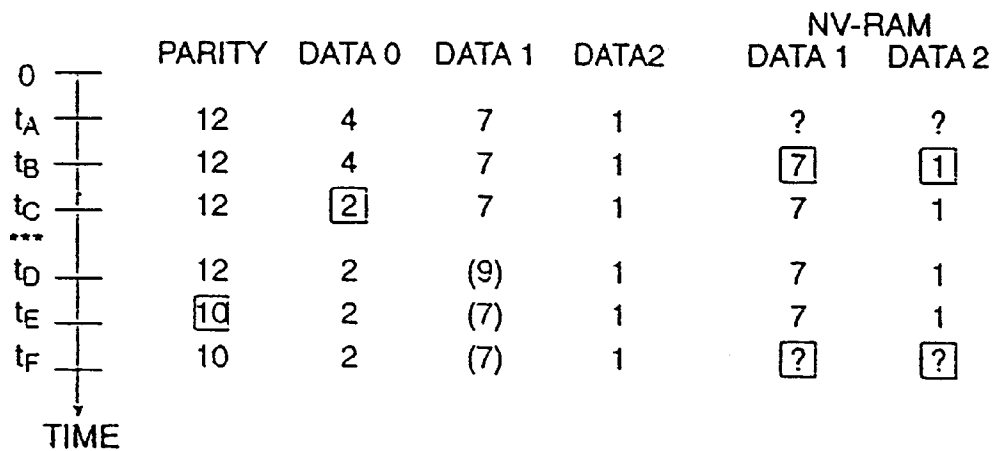 NV-RAM
PARITY DATA 0 DATA 1 DATA2 DATA 1 DATA 2
0
tA 12 4 7 1 ? ?
tB 12 4 7 1 7 1
tC 12 2 7 1 7 1
***
tD 12 2 (9) 1 7 1
tE 10 2 (7) 1 7 1
tF 10 2 (7) 1 ? ?
TIME